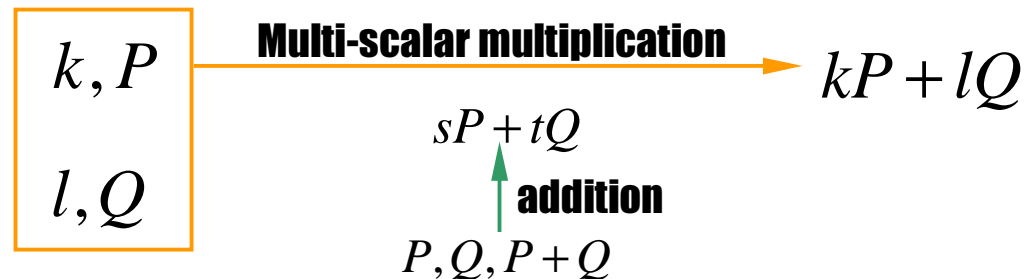 k, P
Multi-scalar multiplication
kP + lQ
sP + tQ
l, Q
addition
P, Q, P + Q